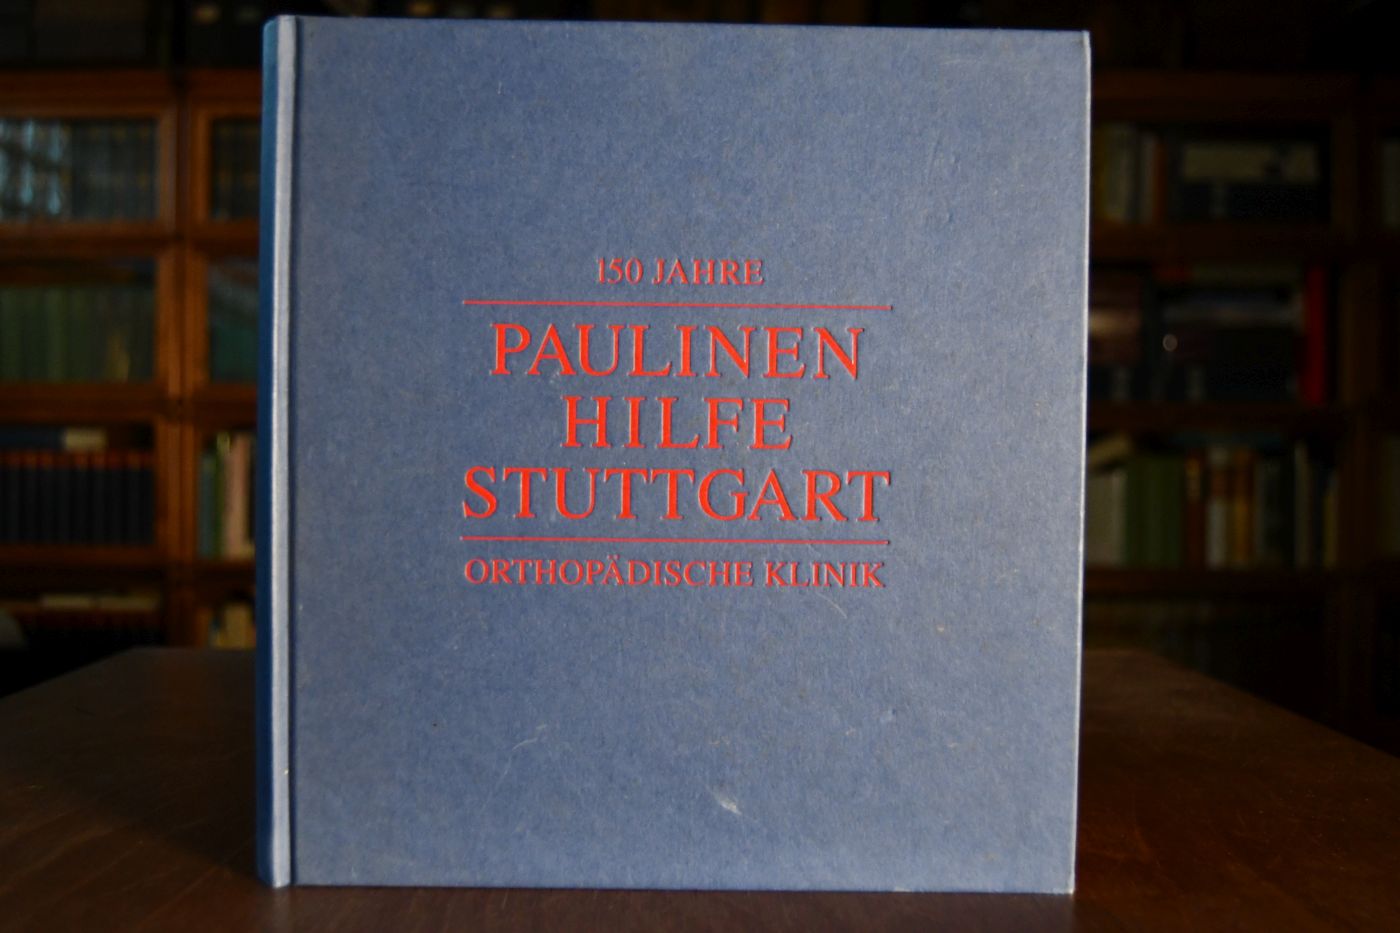 150 JAHRE
PAULINEN
HILFE
STUTTGART
ORTHOPÄDISCHE KLINIK